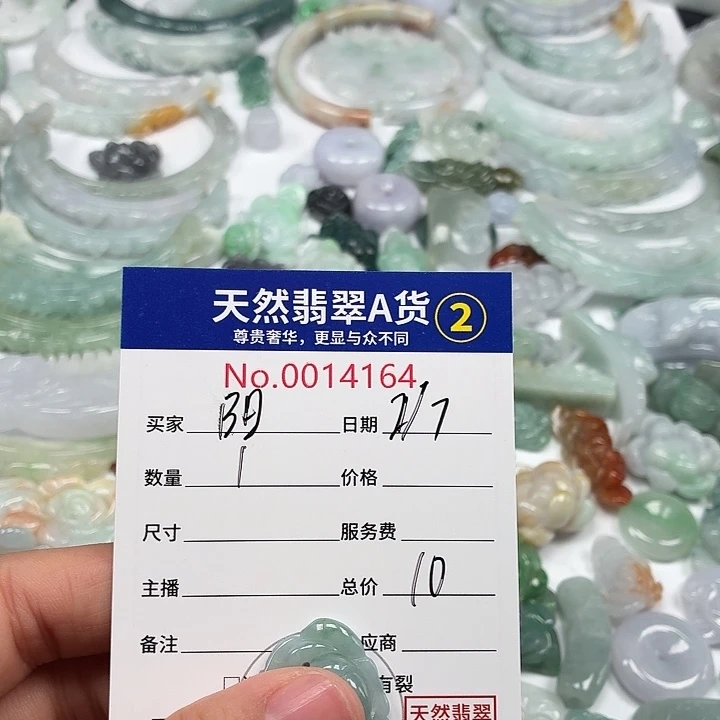 天然翡翠A货 2
尊贵奢华，更显与众不同
No.0014164
买家 日期 7/7
数量 1 价格
尺寸 服务费
主播 总价 10
备注 应商
有裂
天然翡翠